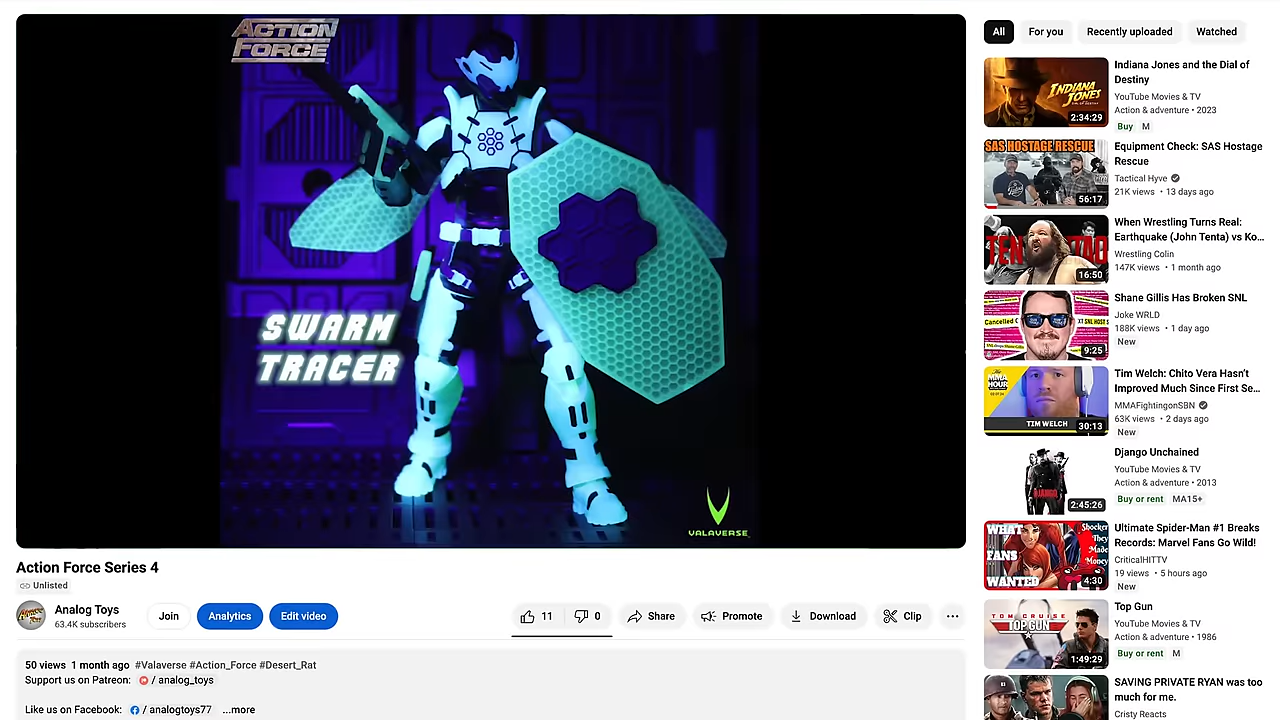 ACTION
FORCE
SWARM
TRACER
VALAVERSE
Action Force Series 4
Unlisted
Analog Toys
63.4K subscribers
Join
Analytics
Edit video
11
0
Share
Promote
Download
Clip
50 views 1 month ago #Valaverse #Action_Force #Desert_Rat
Support us on Patreon: / analog_toys
Like us on Facebook: / analogtoys77 ...more
All
For you
Recently uploaded
Watched
INDIANA
JONES
2:34:29
Indiana Jones and the Dial of
Destiny
YouTube Movies & TV
Action & adventure • 2023
Buy M
SAS HOSTAGE RESCUE
56:17
Equipment Check: SAS Hostage
Rescue
Tactical Hyve
21K views • 13 days ago
16:50
When Wrestling Turns Real:
Earthquake (John Tenta) vs Ko...
Wrestling Colin
147K views • 1 month ago
Cancelled
9:25
Shane Gillis Has Broken SNL
Joke WRLD
188K views • 1 day ago
New
MMA
HOUR
TIM WELCH
30:13
Tim Welch: Chito Vera Hasn't
Improved Much Since First Se...
MMAFightingonSBN
63K views • 2 days ago
New
DJANGO
2:45:26
Django Unchained
YouTube Movies & TV
Action & adventure • 2013
Buy or rent MA15+
WHAT
FANS
WANTED
Shocker
They
Made
Money
4:30
Ultimate Spider-Man #1 Breaks
Records: Marvel Fans Go Wild!
CriticalHITTV
19 views • 5 hours ago
New
TOM CRUISE
TOP GUN
1:49:29
Top Gun
YouTube Movies & TV
Action & adventure • 1986
Buy or rent M
SAVING PRIVATE RYAN was too
much for me.
Cristy Reacts